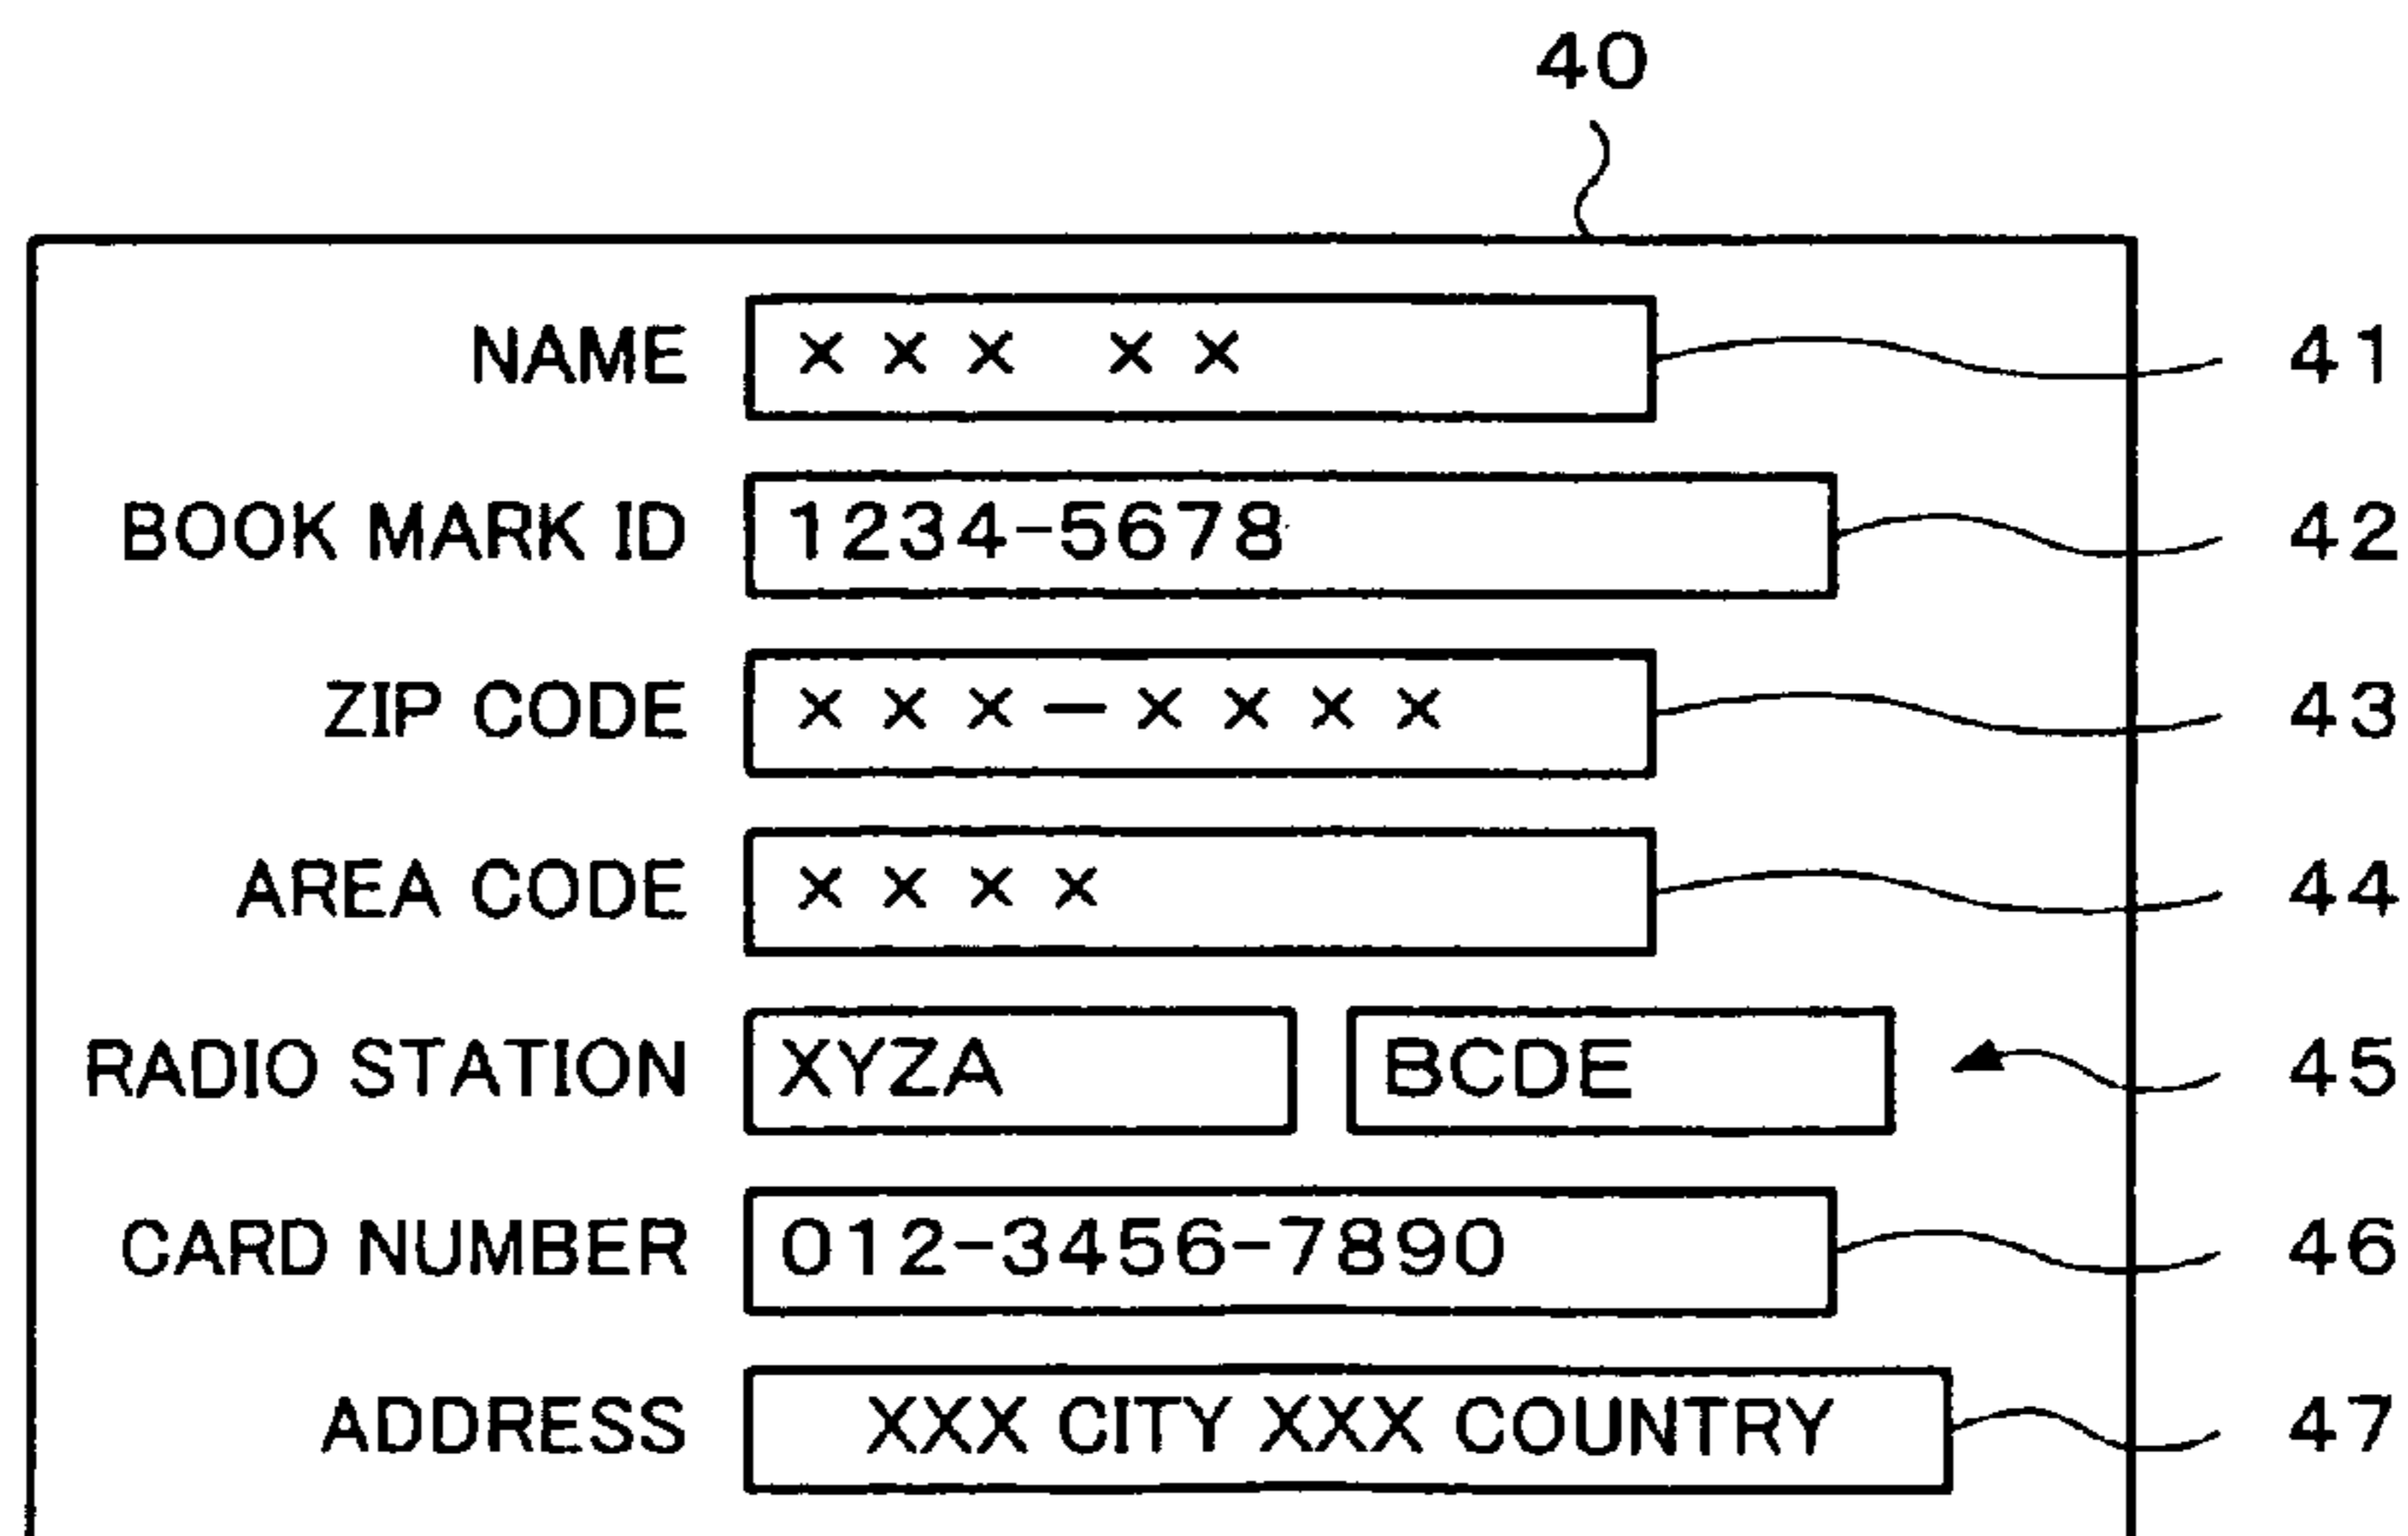 40
NAME ××× ×× 41
BOOK MARK ID 1234-5678 42
ZIP CODE ×××-×××× 43
AREA CODE ×××× 44
RADIO STATION XYZA BCDE 45
CARD NUMBER 012-3456-7890 46
ADDRESS XXX CITY XXX COUNTRY 47